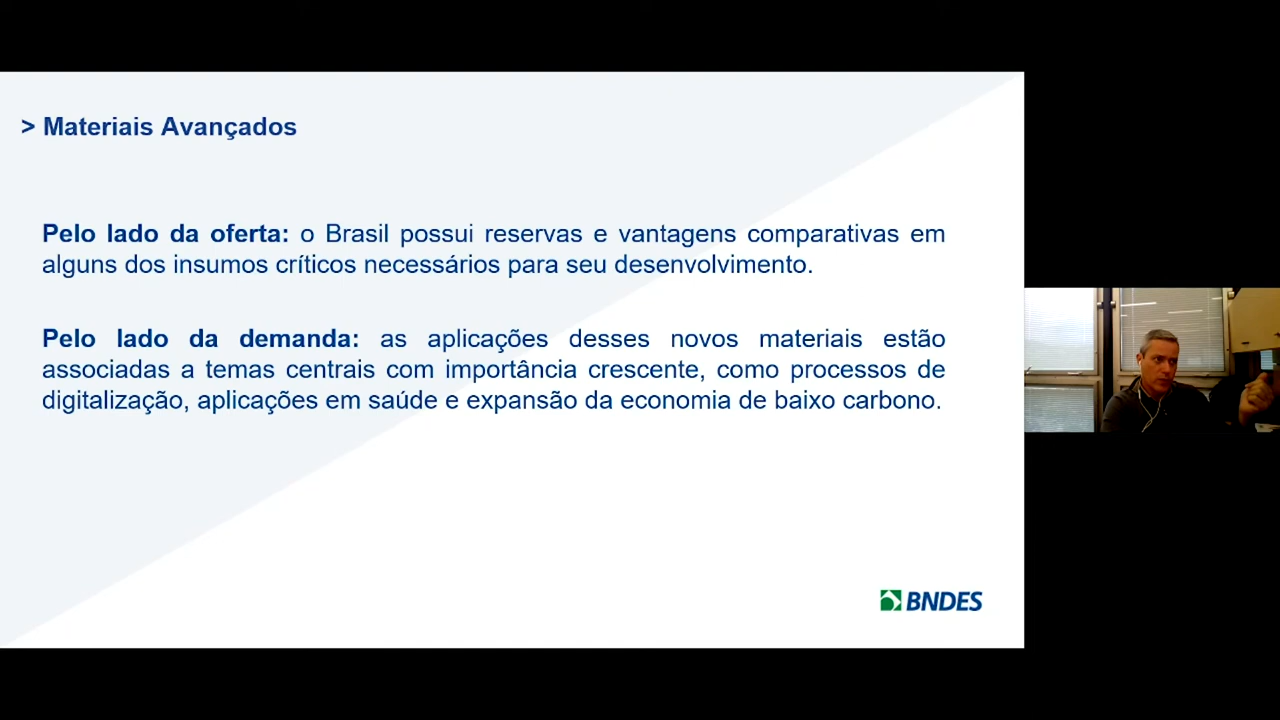 > Materiais Avançados
Pelo lado da oferta: o Brasil possui reservas e vantagens comparativas em
alguns dos insumos críticos necessários para seu desenvolvimento.
Pelo lado da demanda: as aplicações desses novos materiais estão
associadas a temas centrais com importância crescente, como processos de
digitalização, aplicações em saúde e expansão da economia de baixo carbono.
BNDES